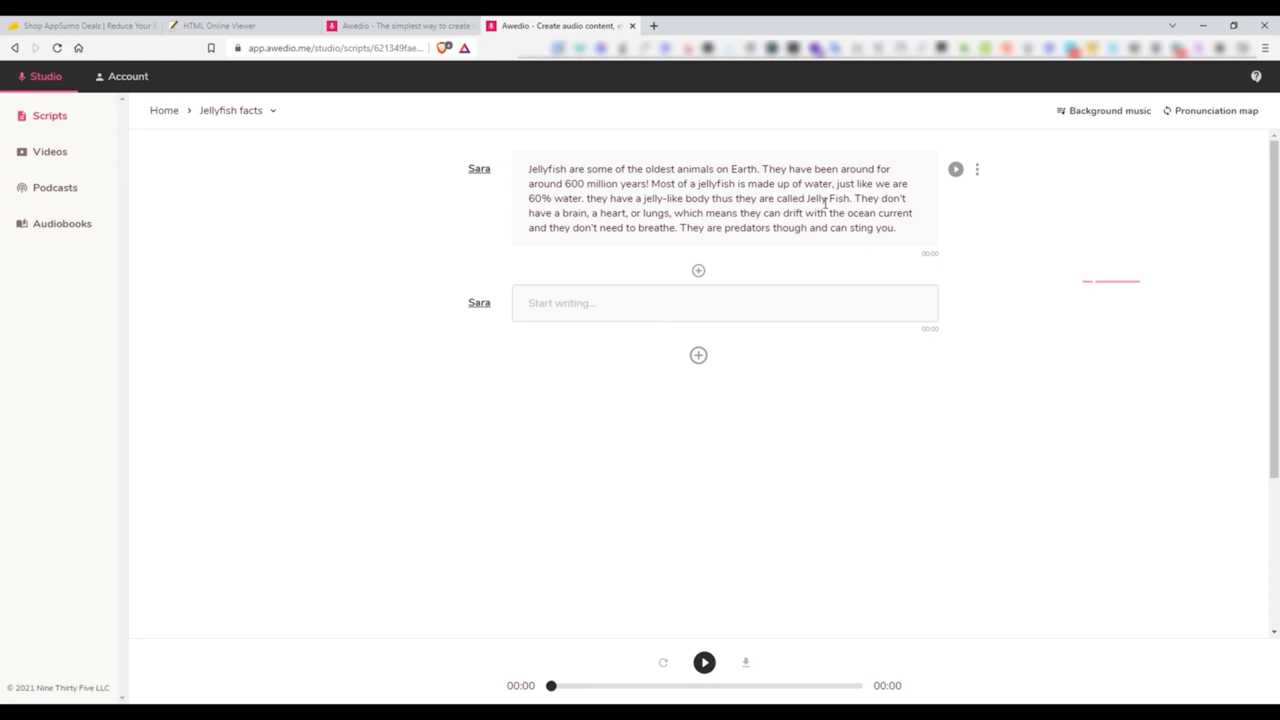 Shop AppSumo Deals | Reduce Your
HTML Online Viewer
Awedio - The simplest way to create
Awedio - Create audio content, el
app.awedio.me/studio/scripts/621349fae...
Studio
Account
Scripts
Videos
Podcasts
Audiobooks
Home
Jellyfish facts
Background music
Pronunciation map
Sara
Jellyfish are some of the oldest animals on Earth. They have been around for
around 600 million years! Most of a jellyfish is made up of water, just like we are
60% water. they have a jelly-like body thus they are called Jelly Fish. They don't
have a brain, a heart, or lungs, which means they can drift with the ocean current
and they don't need to breathe. They are predators though and can sting you.
00:00
Sara
Start writing...
00:00
00:00
00:00
© 2021 Nine Thirty Five LLC